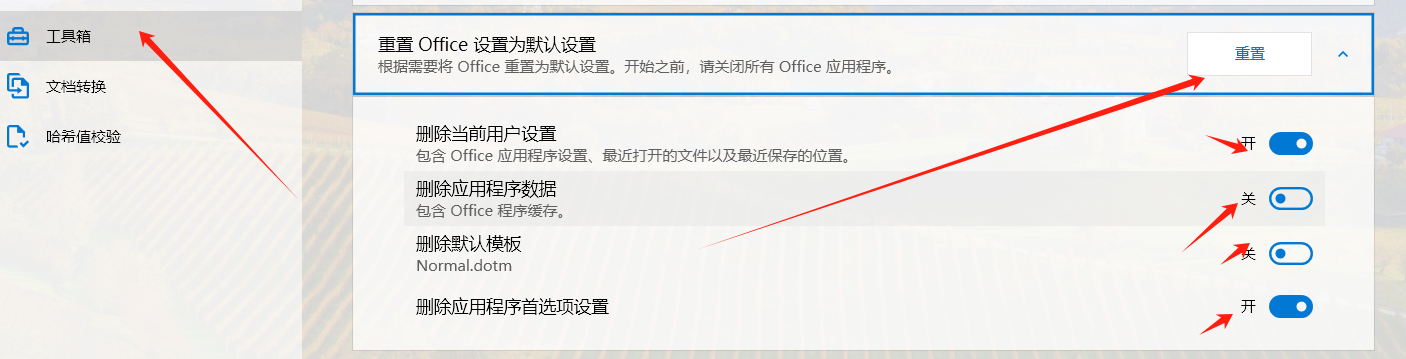 工具箱
文档转换
哈希值校验
重置 Office 设置为默认设置
根据需要将 Office 重置为默认设置。开始之前，请关闭所有 Office 应用程序。
重置
删除当前用户设置
包含 Office 应用程序设置、最近打开的文件以及最近保存的位置。
开
删除应用程序数据
包含 Office 程序缓存。
关
删除默认模板
Normal.dotm
关
删除应用程序首选项设置
开